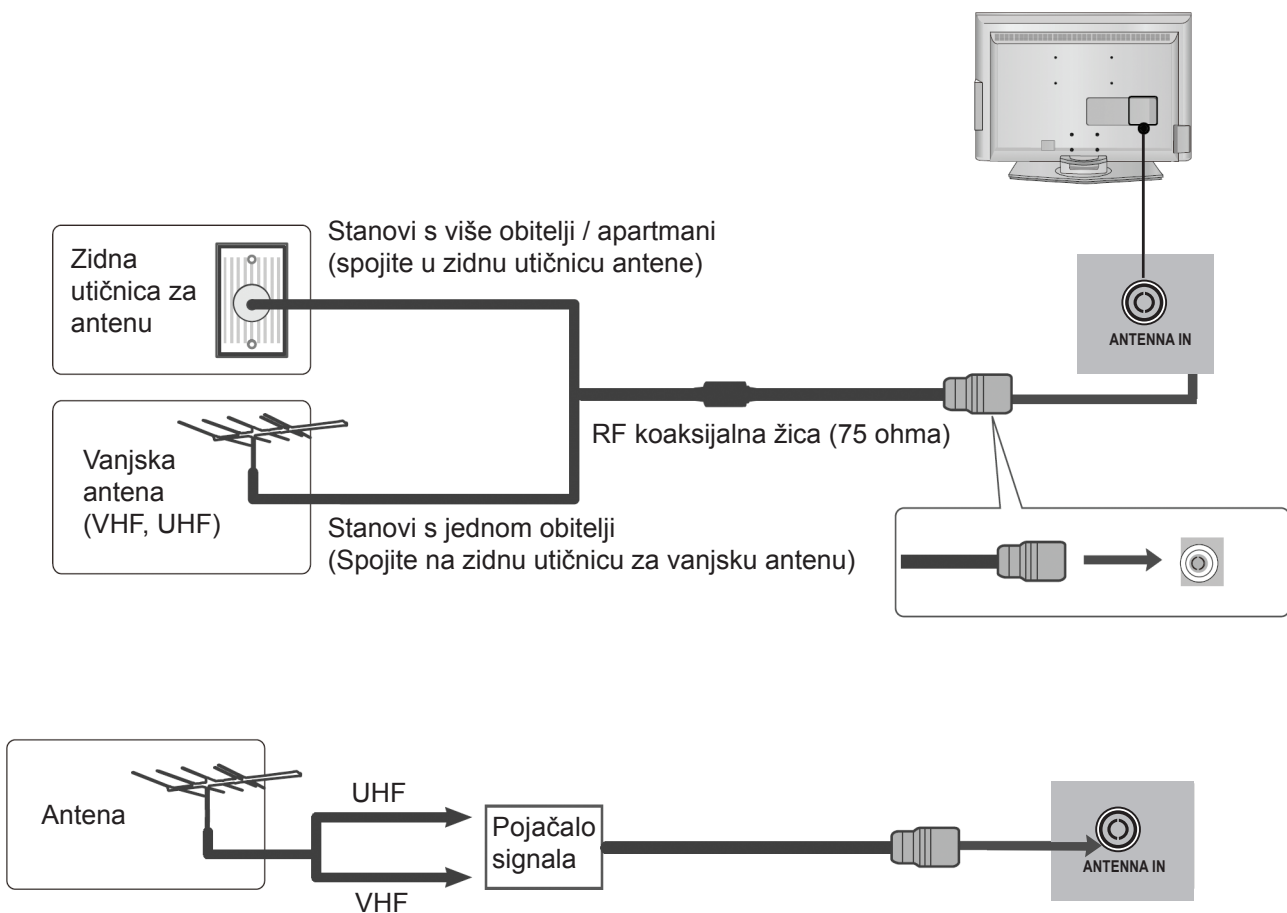 Zidna
utičnica za
antenu
Stanovi s više obitelji / apartmani
(spojite u zidnu utičnicu antene)
ANTENNA IN
RF koaksijalna žica (75 ohma)
Vanjska
antena
(VHF, UHF)
Stanovi s jednom obitelji
(Spojite na zidnu utičnicu za vanjsku antenu)
Antena
UHF
VHF
Pojačalo
signala
ANTENNA IN